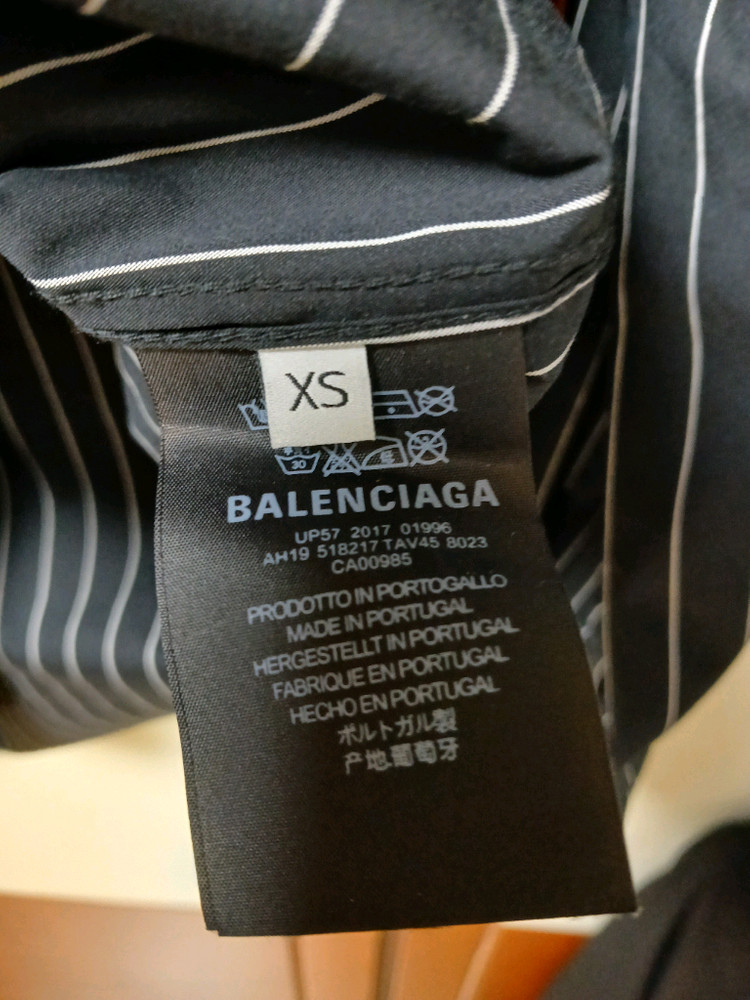 XS
30
BALENCIAGA
UP57 2017 01996
AH19 518217 TAV45 8023
CA00985
PRODOTTO IN PORTOGALLO
MADE IN PORTUGAL
HERGESTELLT IN PORTUGAL
FABRIQUE EN PORTUGAL
HECHO EN PORTUGAL
ポルトガル製
产地.葡萄牙